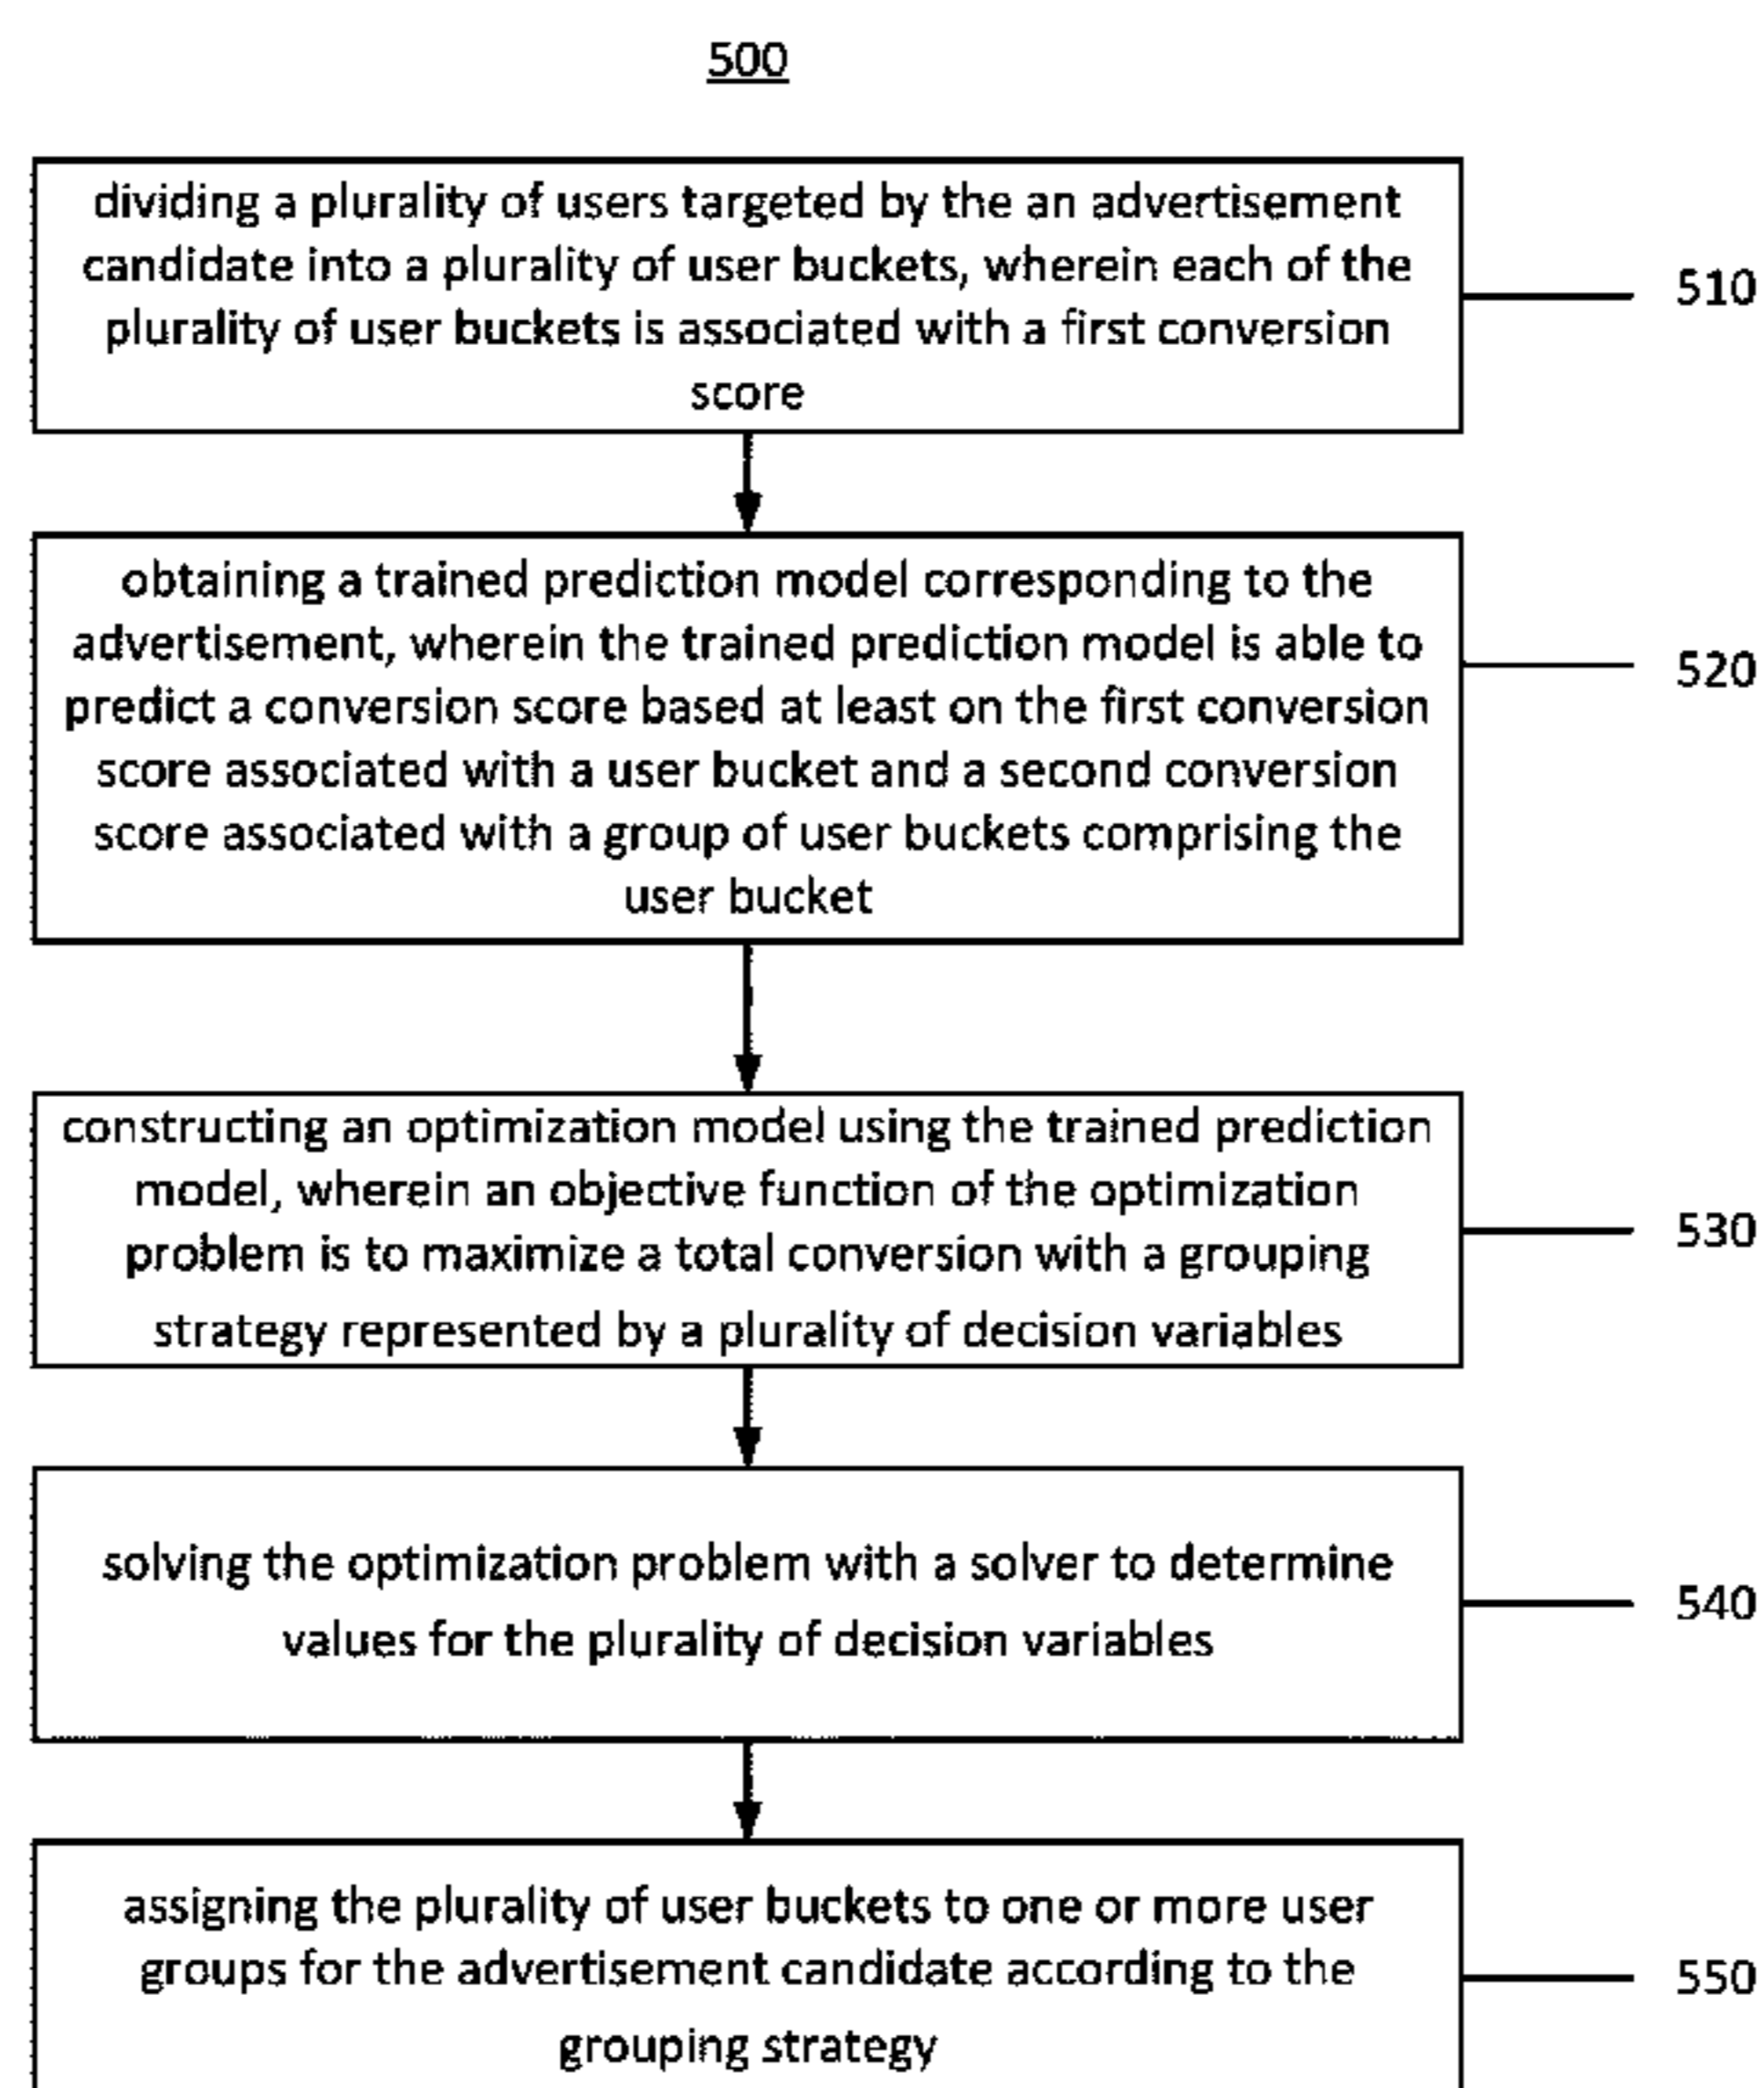 500
dividing a plurality of users targeted by the an advertisement
candidate into a plurality of user buckets, wherein each of the
plurality of user buckets is associated with a first conversion
score
510
obtaining a trained prediction model corresponding to the
advertisement, wherein the trained prediction model is able to
predict a conversion score based at least on the first conversion
score associated with a user bucket and a second conversion
score associated with a group of user buckets comprising the
user bucket
520
constructing an optimization model using the trained prediction
model, wherein an objective function of the optimization
problem is to maximize a total conversion with a grouping
strategy represented by a plurality of decision variables
530
solving the optimization problem with a solver to determine
values for the plurality of decision variables
540
assigning the plurality of user buckets to one or more user
groups for the advertisement candidate according to the
grouping strategy
550